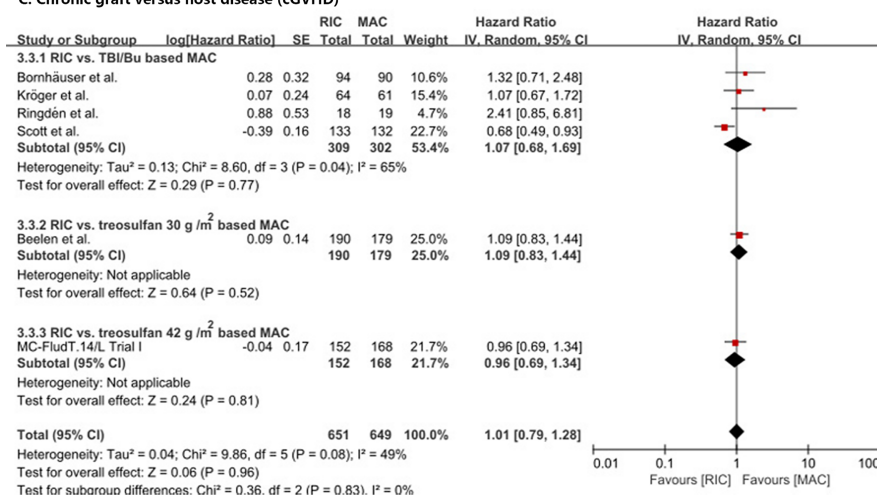 C. Chronic graft versus host disease (cGVHD)
RIC MAC Hazard Ratio Hazard Ratio
Study or Subgroup log[Hazard Ratio] SE Total Total Weight IV, Random, 95% CI IV, Random, 95% CI
3.3.1 RIC vs. TBI/Bu based MAC
Bornhäuser et al. 0.28 0.32 94 90 10.6% 1.32 [0.71, 2.48]
Kröger et al. 0.07 0.24 64 61 15.4% 1.07 [0.67, 1.72]
Ringdén et al. 0.88 0.53 18 19 4.7% 2.41 [0.85, 6.81]
Scott et al. -0.39 0.16 133 132 22.7% 0.68 [0.49, 0.93]
Subtotal (95% CI) 309 302 53.4% 1.07 [0.68, 1.69]
Heterogeneity: Tau² = 0.13; Chi² = 8.60, df = 3 (P = 0.04); I² = 65%
Test for overall effect: Z = 0.29 (P = 0.77)
3.3.2 RIC vs. treosulfan 30 g /m² based MAC
Beelen et al. 0.09 0.14 190 179 25.0% 1.09 [0.83, 1.44]
Subtotal (95% CI) 190 179 25.0% 1.09 [0.83, 1.44]
Heterogeneity: Not applicable
Test for overall effect: Z = 0.64 (P = 0.52)
3.3.3 RIC vs. treosulfan 42 g /m² based MAC
MC-FludT.14/L Trial I -0.04 0.17 152 168 21.7% 0.96 [0.69, 1.34]
Subtotal (95% CI) 152 168 21.7% 0.96 [0.69, 1.34]
Heterogeneity: Not applicable
Test for overall effect: Z = 0.24 (P = 0.81)
Total (95% CI) 651 649 100.0% 1.01 [0.79, 1.28]
Heterogeneity: Tau² = 0.04; Chi² = 9.86, df = 5 (P = 0.08); I² = 49%
Test for overall effect: Z = 0.06 (P = 0.96)
Test for subgroup differences: Chi² = 0.36, df = 2 (P = 0.83), I² = 0%
0.01 0.1 1 10 100
Favours [RIC] Favours [MAC]